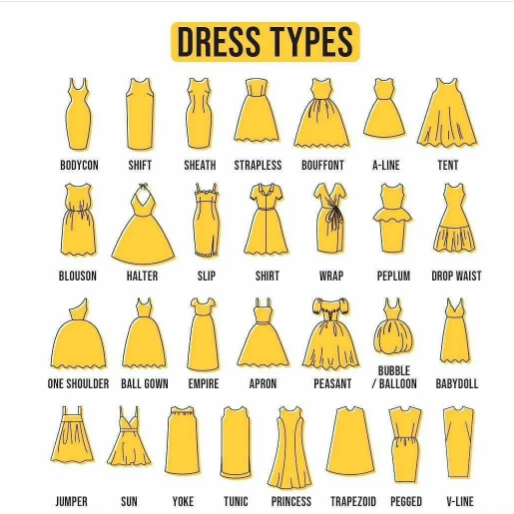 DRESS TYPES
BODYCON SHIFT SHEATH STRAPLESS BOUFFONT A-LINE TENT
BLOUSON HALTER SLIP SHIRT WRAP PEPLUM DROP WAIST
ONE SHOULDER BALL GOWN EMPIRE APRON PEASANT BUBBLE / BALLOON BABYDOLL
JUMPER SUN YOKE TUNIC PRINCESS TRAPEZOID PEGGED V-LINE